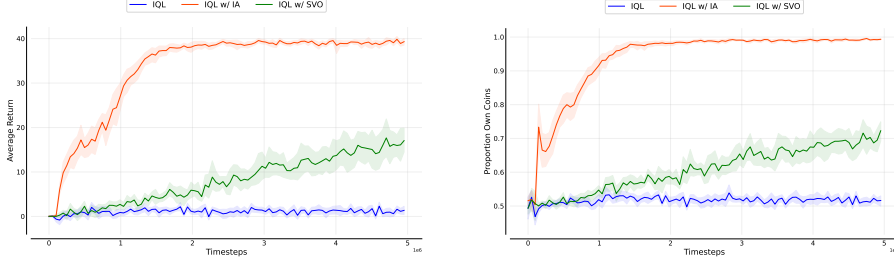 IQL IQL w/ IA IQL w/ SVO
40
30
20
10
0
Average Return
0 1 2 3 4 5
1e6
Timesteps
IQL IQL w/ IA IQL w/ SVO
1.0
0.9
0.8
0.7
0.6
0.5
Proportion Own Coins
0 1 2 3 4 5
Timesteps